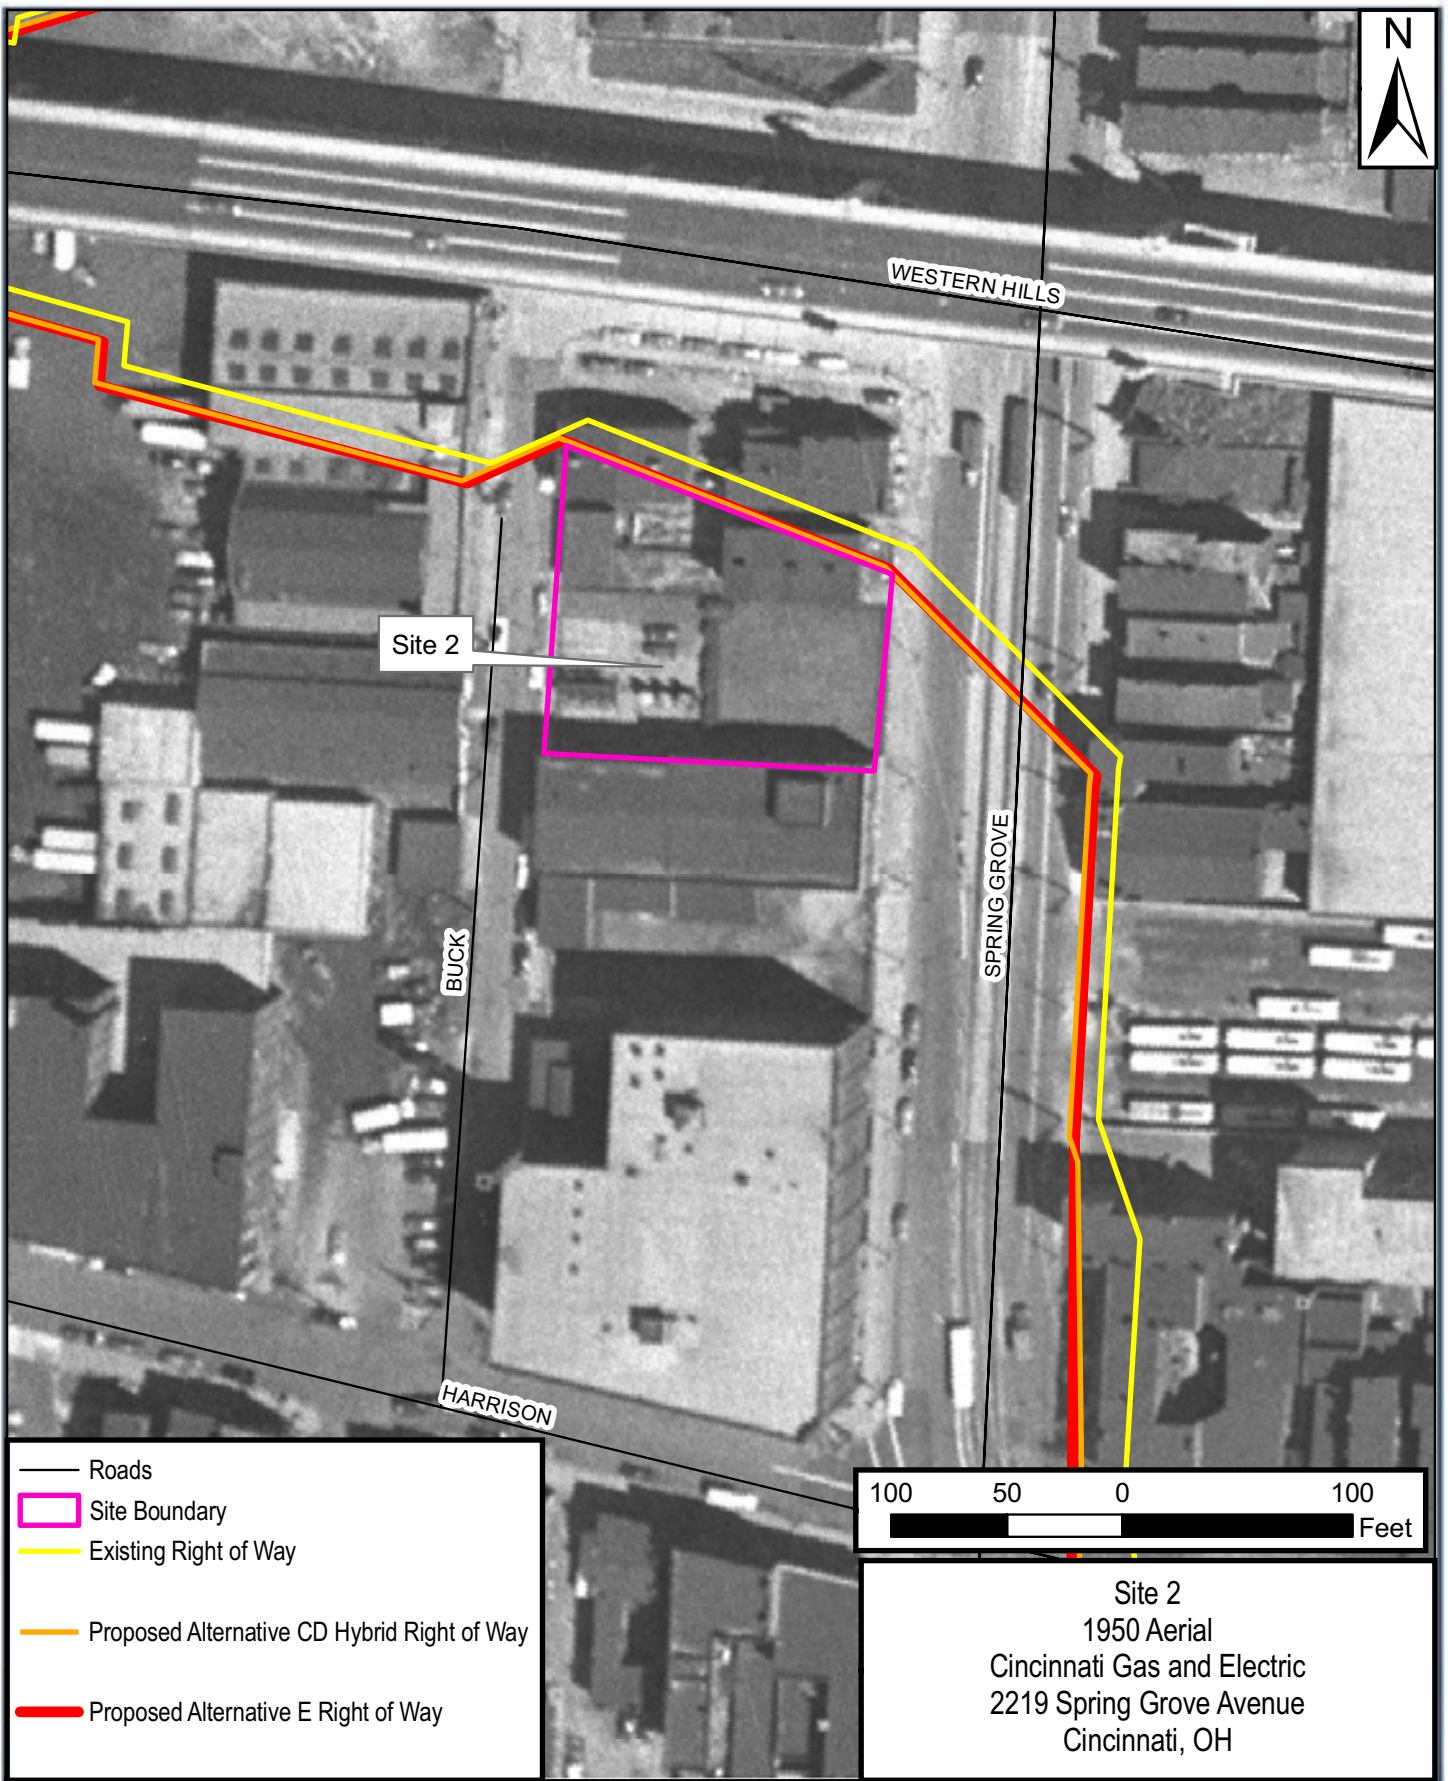 N
WESTERN HILLS
Site 2
SPRING GROVE
BUCK
HARRISON
Roads
Site Boundary
Existing Right of Way
Proposed Alternative CD Hybrid Right of Way
Proposed Alternative E Right of Way
100 50 0 100
Feet
Site 2
1950 Aerial
Cincinnati Gas and Electric
2219 Spring Grove Avenue
Cincinnati, OH